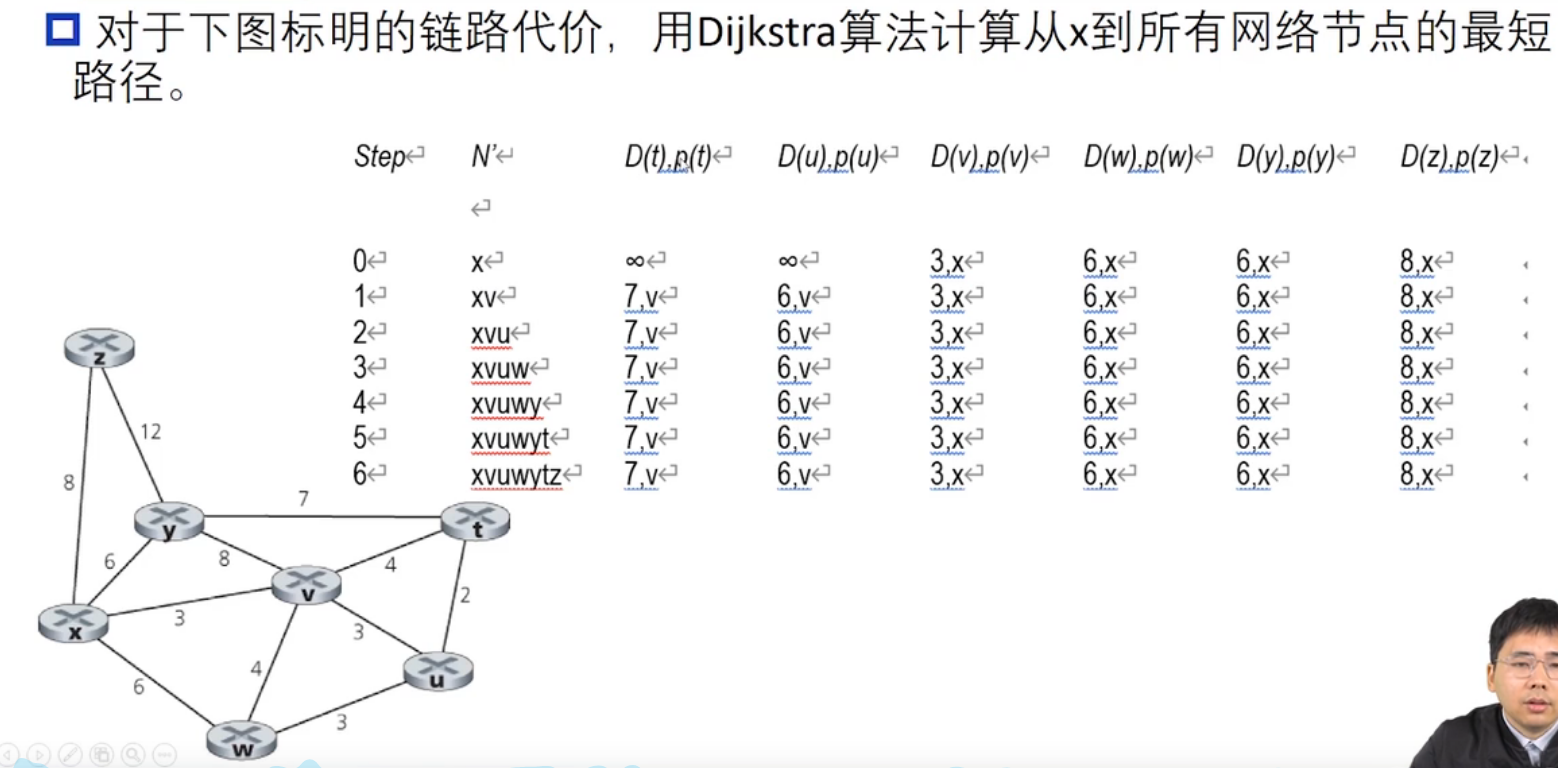 对于下图标明的链路代价，用Dijkstra算法计算从x到所有网络节点的最短
路径。
Step N' D(t),p(t) D(u),p(u) D(v),p(v) D(w),p(w) D(y),p(y) D(z),p(z)
0 x ∞ ∞ 3,x 6,x 6,x 8,x
1 xv 7,v 6,v 3,x 6,x 6,x 8,x
2 xvu 7,v 6,v 3,x 6,x 6,x 8,x
3 xvuw 7,v 6,v 3,x 6,x 6,x 8,x
4 xvuwy 7,v 6,v 3,x 6,x 6,x 8,x
5 xvuwyt 7,v 6,v 3,x 6,x 6,x 8,x
6 xvuwytz 7,v 6,v 3,x 6,x 6,x 8,x
z
12
8
7
y
t
6
8
4
v
2
3
x
3
4
u
6
3
w